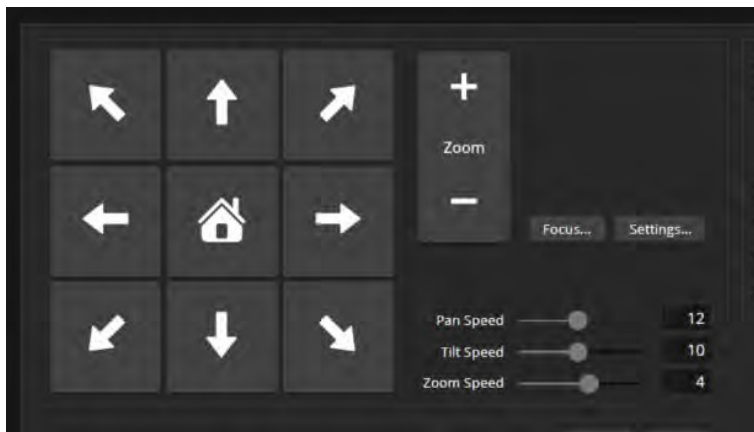 +
Zoom
−
Focus... Settings...
Pan Speed 12
Tilt Speed 10
Zoom Speed 4